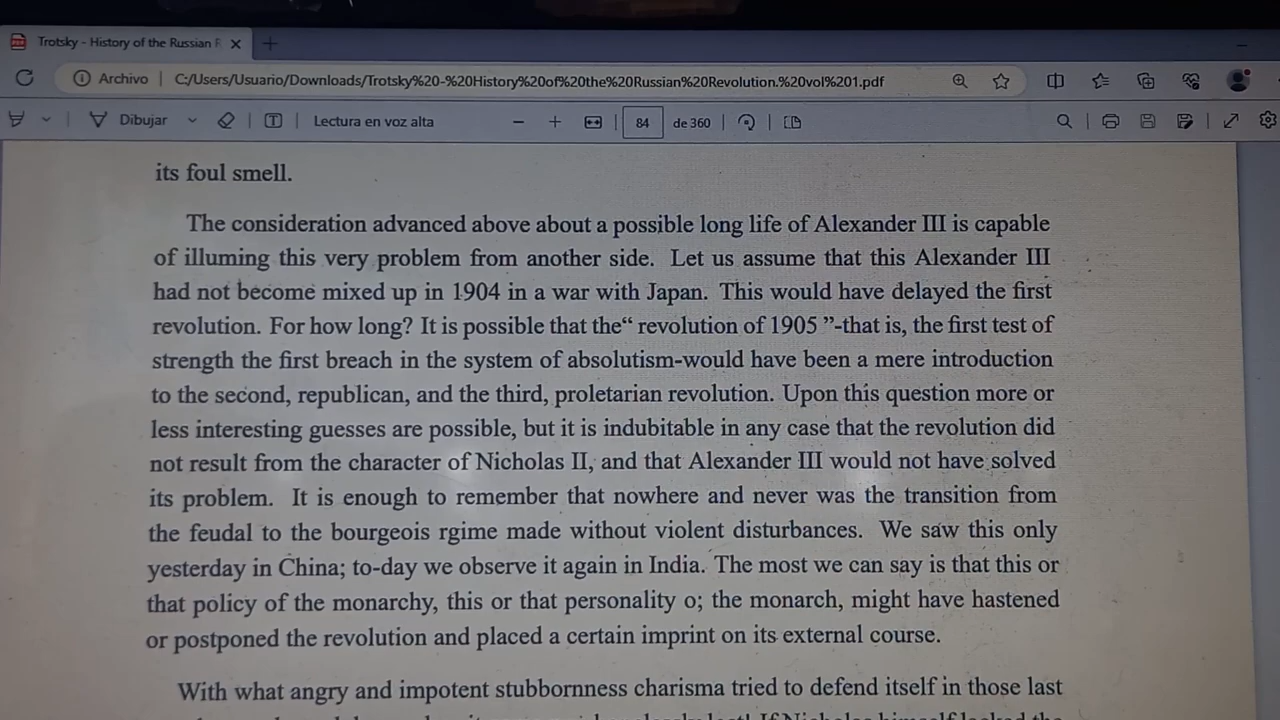 Trotsky - History of the Russian R
Archivo C:/Users/Usuario/Downloads/Trotsky%20-%20History%20of%20the%20Russian%20Revolution.%20vol%201.pdf
Dibujar Lectura en voz alta 84 de 360
its foul smell.
The consideration advanced above about a possible long life of Alexander III is capable
of illuming this very problem from another side. Let us assume that this Alexander III
had not become mixed up in 1904 in a war with Japan. This would have delayed the first
revolution. For how long? It is possible that the“ revolution of 1905 ”-that is, the first test of
strength the first breach in the system of absolutism-would have been a mere introduction
to the second, republican, and the third, proletarian revolution. Upon this question more or
less interesting guesses are possible, but it is indubitable in any case that the revolution did
not result from the character of Nicholas II, and that Alexander III would not have solved
its problem. It is enough to remember that nowhere and never was the transition from
the feudal to the bourgeois rgime made without violent disturbances. We saw this only
yesterday in China; to-day we observe it again in India. The most we can say is that this or
that policy of the monarchy, this or that personality o; the monarch, might have hastened
or postponed the revolution and placed a certain imprint on its external course.
With what angry and impotent stubbornness charisma tried to defend itself in those last